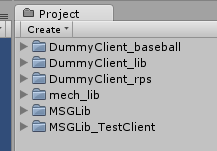 Project
Create
DummyClient_baseball
DummyClient_lib
DummyClient_rps
mech_lib
MSGLib
MSGLib_TestClient